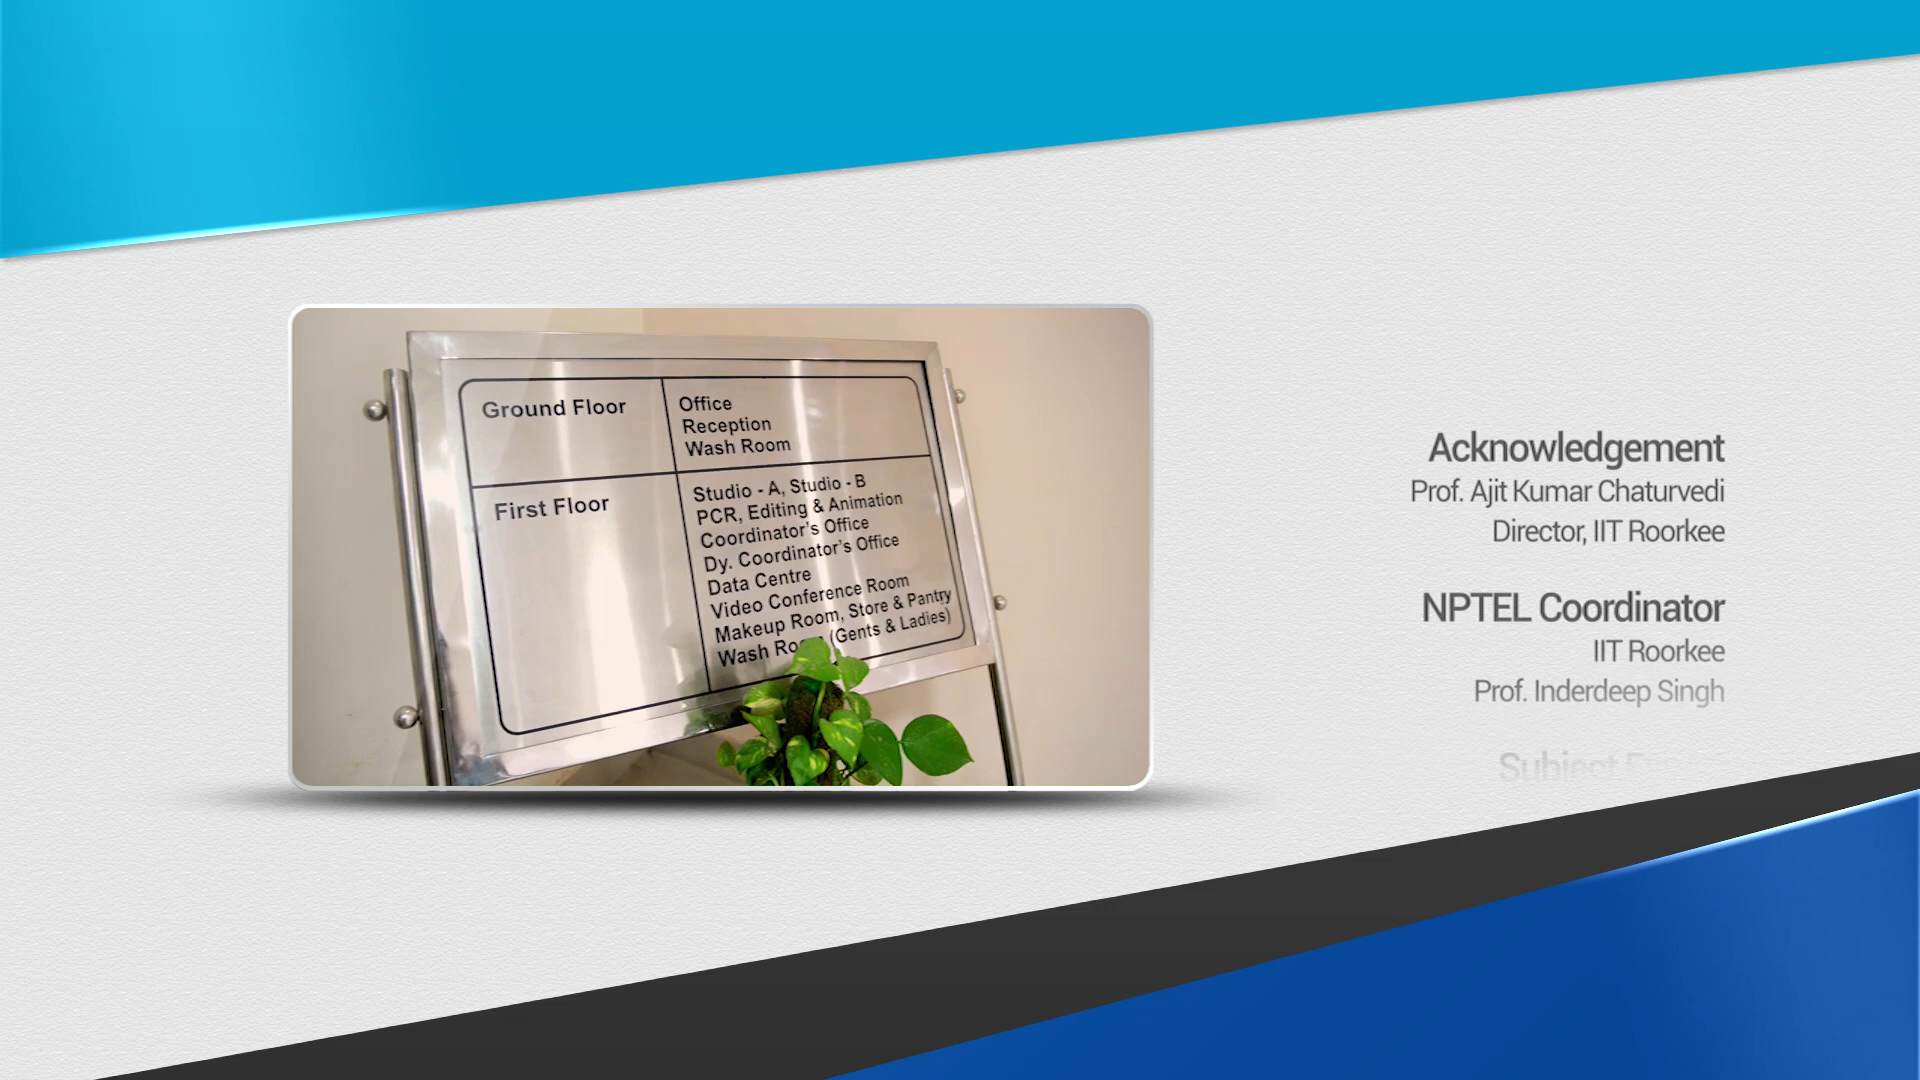 Ground Floor
Office
Reception
Wash Room
First Floor
Studio - A, Studio - B
PCR, Editing & Animation
Coordinator's Office
Dy. Coordinator's Office
Data Centre
Video Conference Room
Makeup Room, Store & Pantry
Wash (Gents & Ladies)
Acknowledgement
Prof. Ajit Kumar Chaturvedi
Director, IIT Roorkee
NPTEL Coordinator
IIT Roorkee
Prof. Inderdeep Singh
Subject